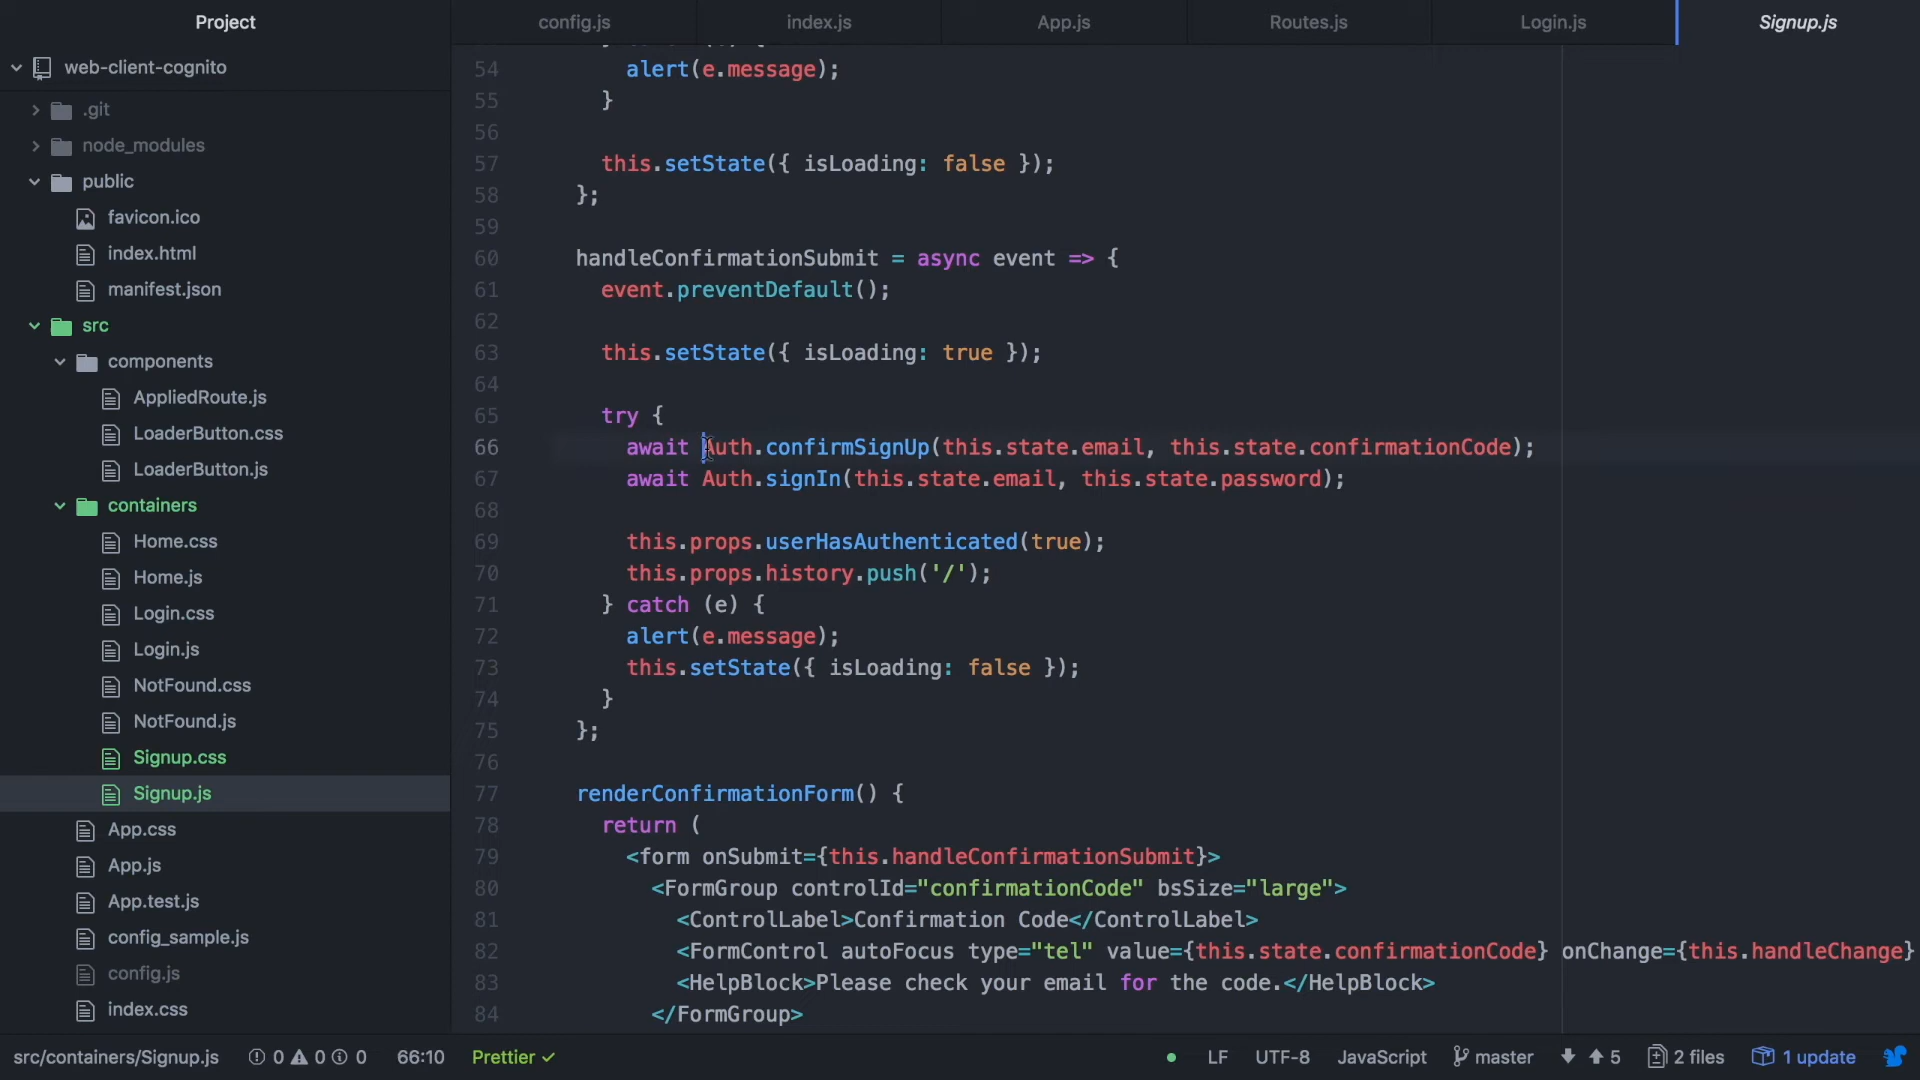 Project
config.js
index.js
App.js
Routes.js
Login.js
Signup.js
web-client-cognito
.git
node_modules
public
favicon.ico
index.html
manifest.json
src
components
AppliedRoute.js
LoaderButton.css
LoaderButton.js
containers
Home.css
Home.js
Login.css
Login.js
NotFound.css
NotFound.js
Signup.css
Signup.js
App.css
App.js
App.test.js
config_sample.js
config.js
index.css
54 alert(e.message);
55 }
56
57 this.setState({ isLoading: false });
58 };
59
60 handleConfirmationSubmit = async event => {
61 event.preventDefault();
62
63 this.setState({ isLoading: true });
64
65 try {
66 await Auth.confirmSignUp(this.state.email, this.state.confirmationCode);
67 await Auth.signIn(this.state.email, this.state.password);
68
69 this.props.userHasAuthenticated(true);
70 this.props.history.push('/');
71 } catch (e) {
72 alert(e.message);
73 this.setState({ isLoading: false });
74 }
75 };
76
77 renderConfirmationForm() {
78 return (
79 <form onSubmit={this.handleConfirmationSubmit}>
80 <FormGroup controlId="confirmationCode" bsSize="large">
81 <ControlLabel>Confirmation Code</ControlLabel>
82 <FormControl autoFocus type="tel" value={this.state.confirmationCode} onChange={this.handleChange}
83 <HelpBlock>Please check your email for the code.</HelpBlock>
84 </FormGroup>
src/containers/Signup.js 0 0 0 66:10 Prettier ✓ LF UTF-8 JavaScript master 5 2 files 1 update